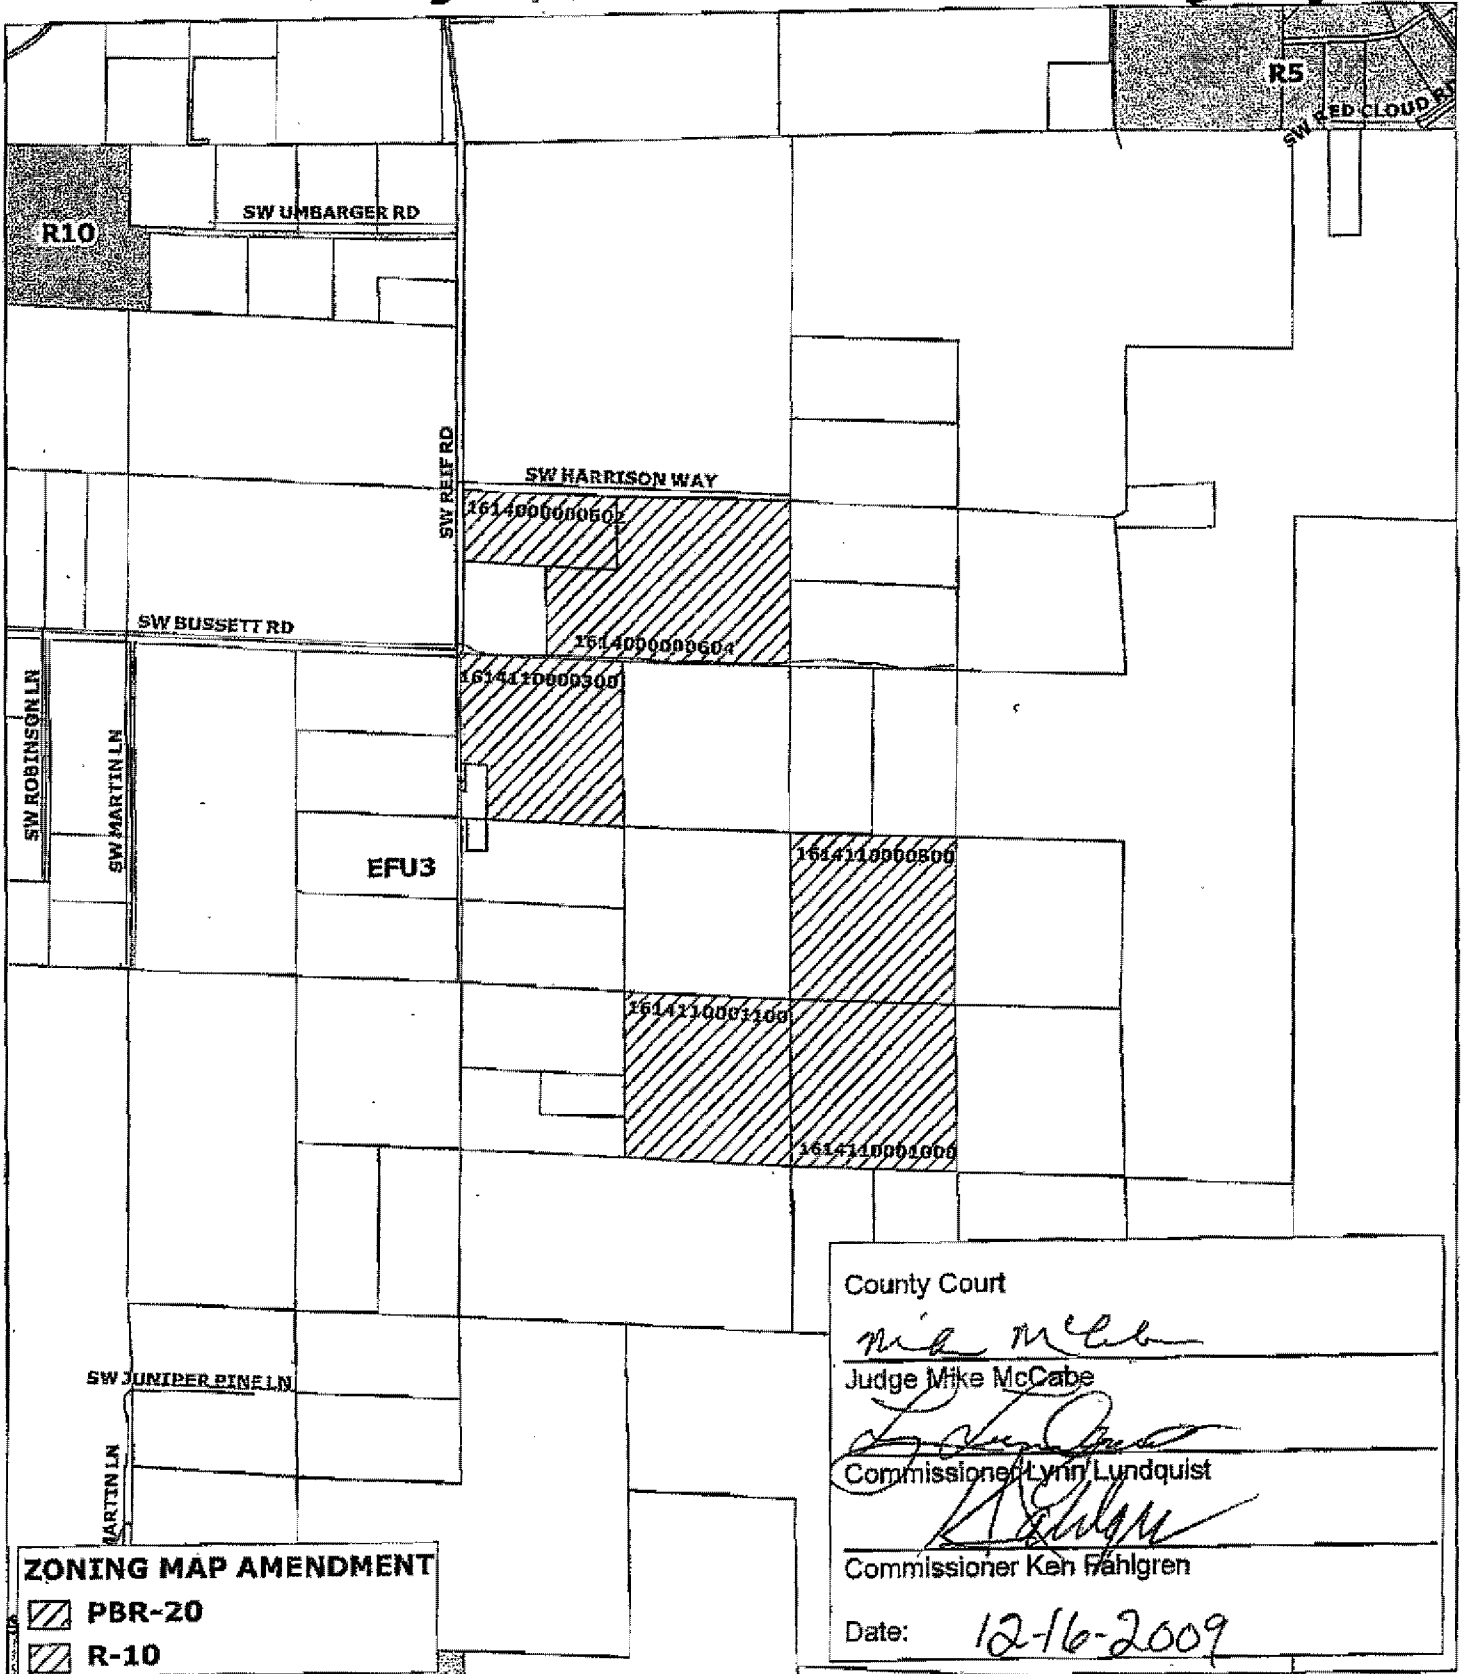 R5
SW RED CLOUD RD
SW UMBARGER RD
R10
SW REIF RD
SW HARRISON WAY
1614000000602
SW BUSSETT RD
1614000000604
1614110000300
SW ROBINSON LN
SW MARTIN LN
EFU3
1614110000800
1614110001100
1614110001000
County Court
Judge Mike McCabe
Commissioner Lynn Lundquist
Commissioner Ken Fahlgren
Date: 12-16-2009
SW JUNIPER PINE LN
MARTIN LN
ZONING MAP AMENDMENT
PBR-20
R-10